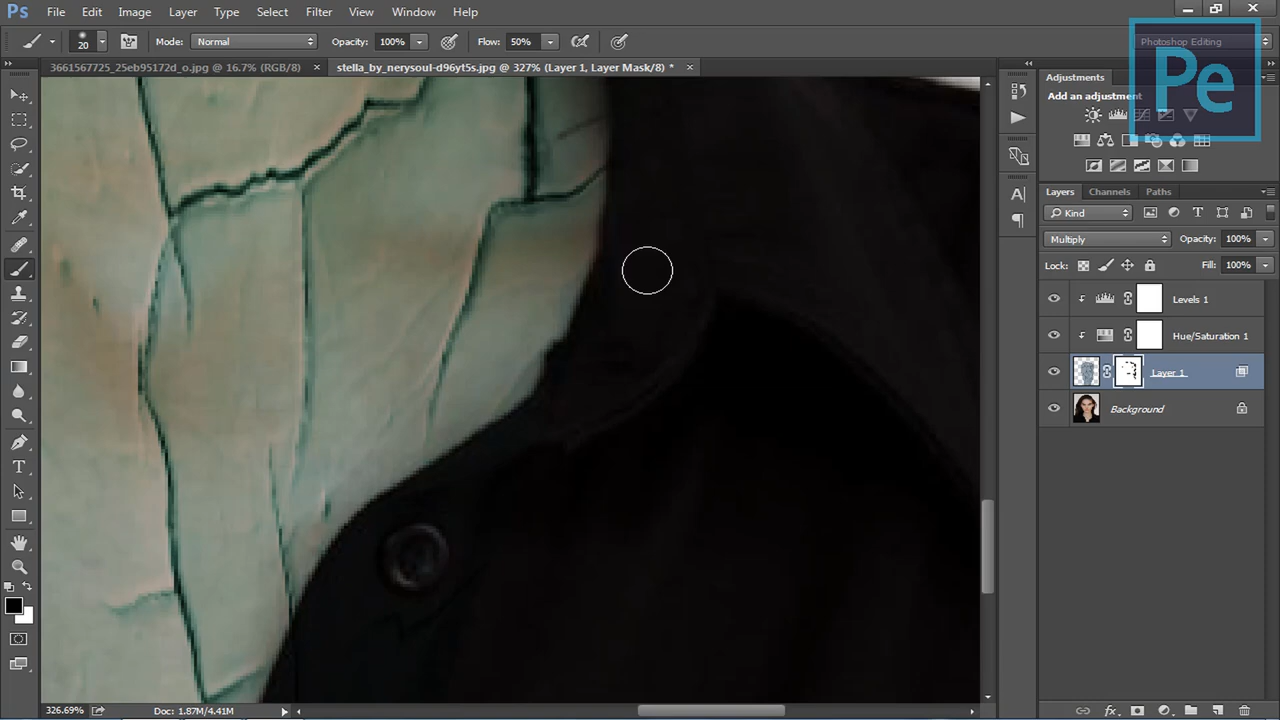 Ps File Edit Image Layer Type Select Filter View Window Help
20 Mode: Normal Opacity: 100% Flow: 50% Photoshop Editing
3661567725_25eb95172d_o.jpg @ 16.7% (RGB/8) × stella_by_nerysoul-d96yt5s.jpg @ 327% (Layer 1, Layer Mask/8) * ×
Pe
Adjustments
Add an adjustment
Layers Channels Paths
Kind
Multiply Opacity: 100%
Lock: Fill: 100%
Levels 1
Hue/Saturation 1
Layer 1
Background
326.69% Doc: 1.87M/4.41M